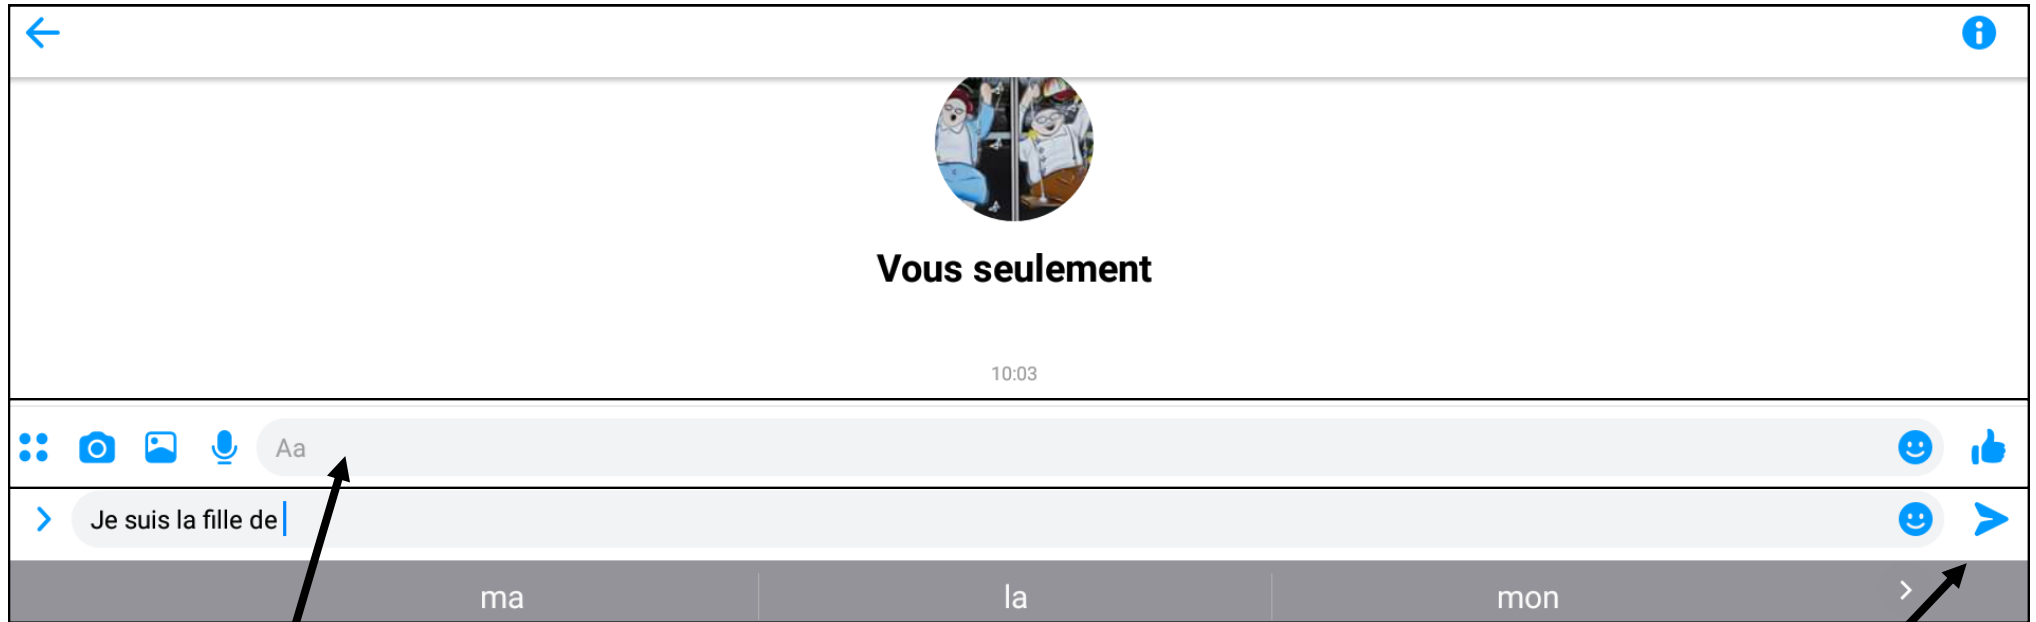 Vous seulement
10:03
Aa
Je suis la fille de
ma la mon